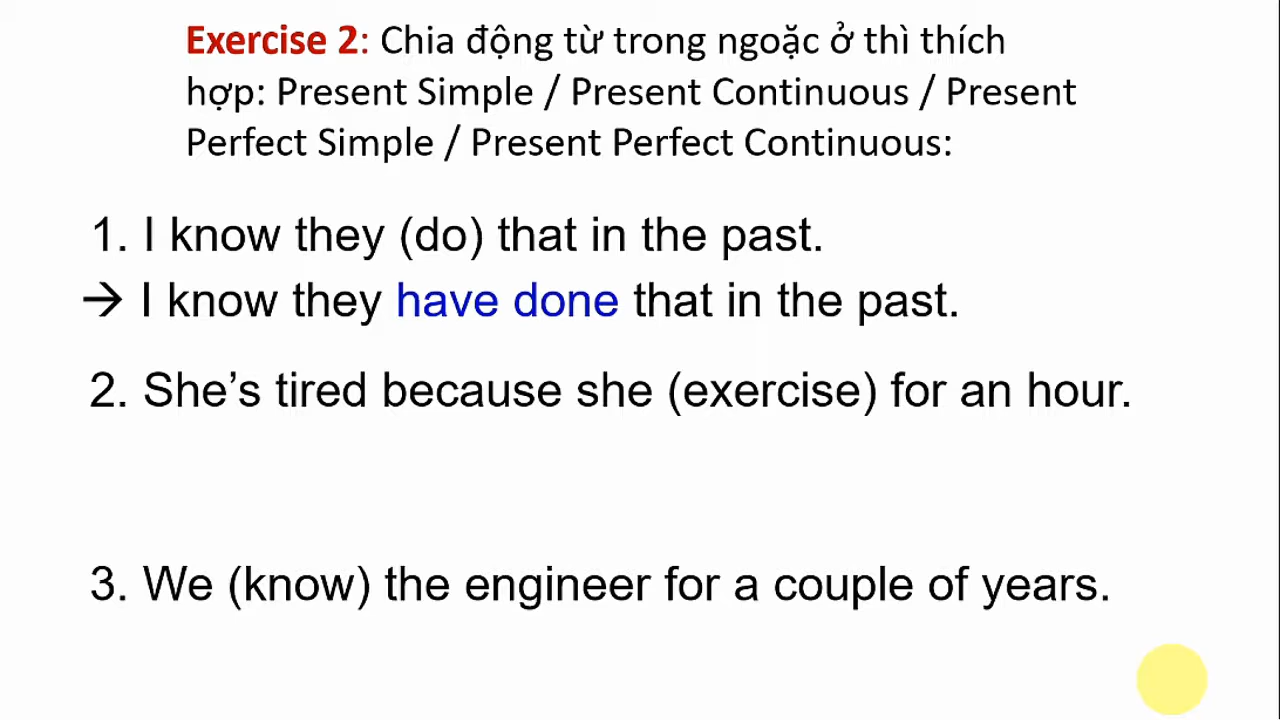 Exercise 2: Chia động từ trong ngoặc ở thì thích
hợp: Present Simple / Present Continuous / Present
Perfect Simple / Present Perfect Continuous:
1. I know they (do) that in the past.
→ I know they have done that in the past.
2. She’s tired because she (exercise) for an hour.
3. We (know) the engineer for a couple of years.